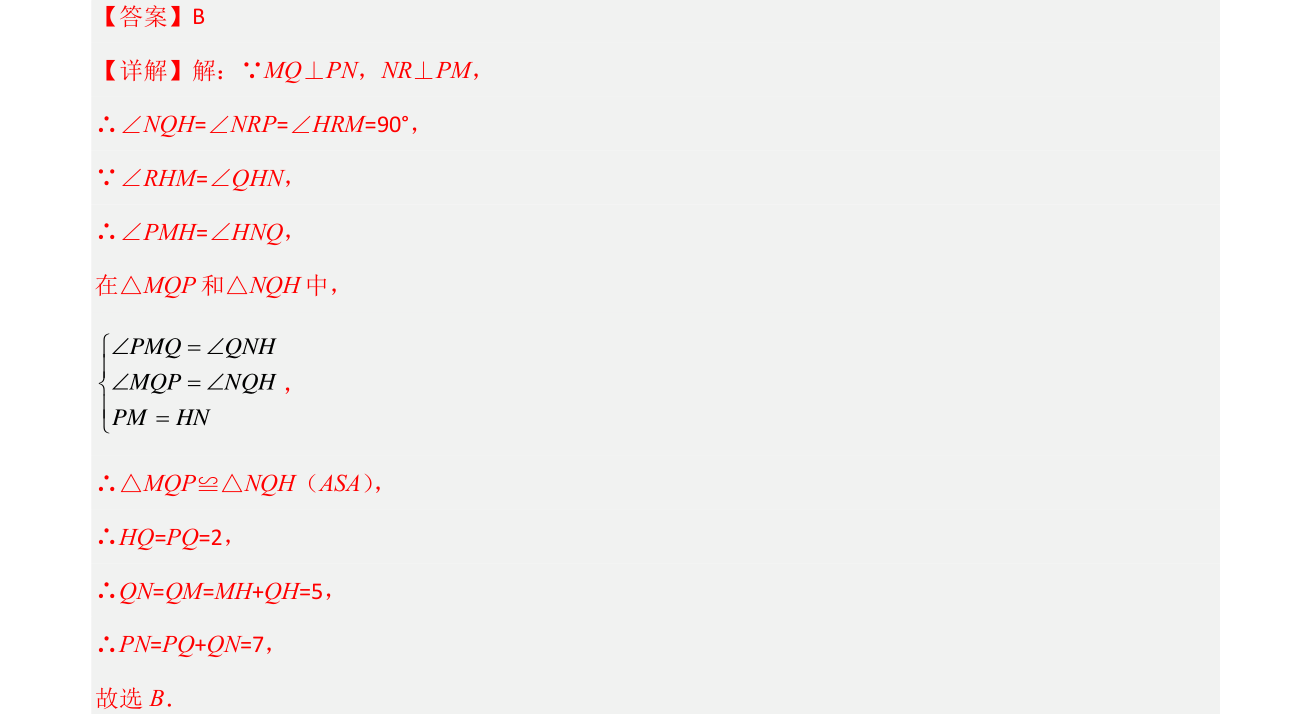 【答案】B
【详解】解：∵MQ⊥PN，NR⊥PM，
∴∠NQH=∠NRP=∠HRM=90°，
∵∠RHM=∠QHN，
∴∠PMH=∠HNQ，
在△MQP和△NQH中，
∠PMQ = ∠QNH
∠MQP = ∠NQH，
PM = HN
∴△MQP≌△NQH（ASA），
∴HQ=PQ=2，
∴QN=QM=MH+QH=5，
∴PN=PQ+QN=7，
故选B．